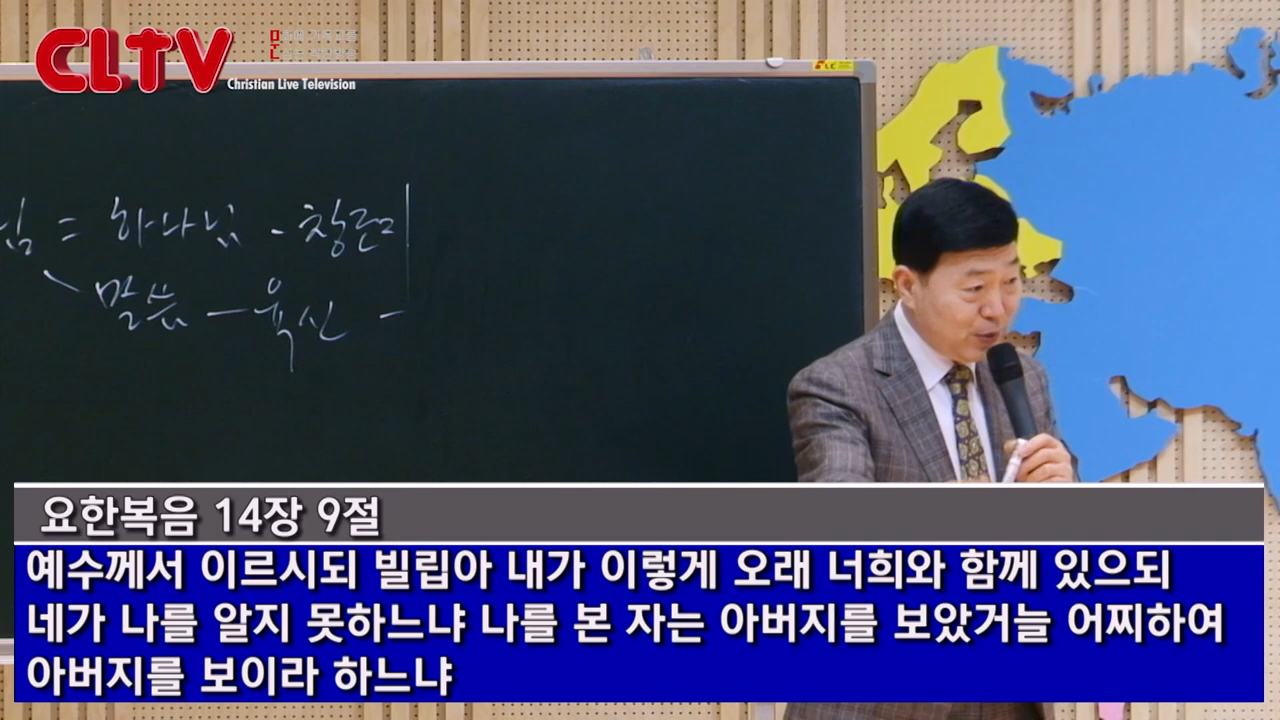 CLTV
Christian Live Television
님 = 하나님 - 창
말씀 - 육신 -
요한복음 14장 9절
예수께서 이르시되 빌립아 내가 이렇게 오래 너희와 함께 있으되
네가 나를 알지 못하느냐 나를 본 자는 아버지를 보았거늘 어찌하여
아버지를 보이라 하느냐